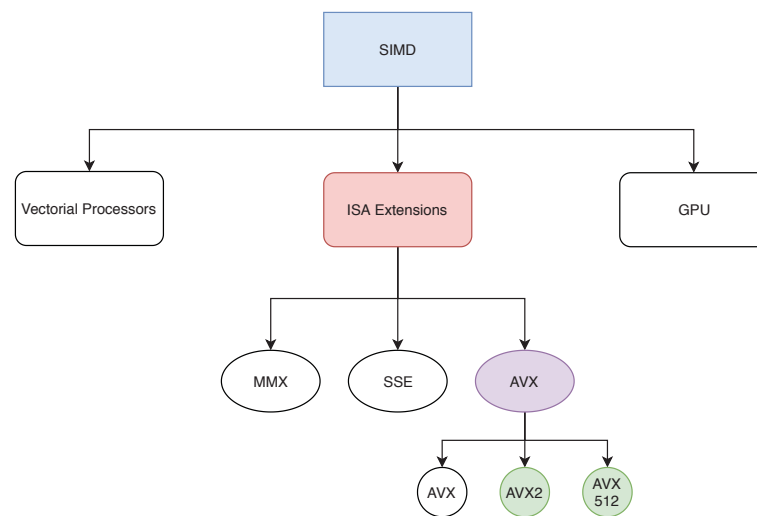 SIMD
Vectorial Processors
ISA Extensions
GPU
MMX
SSE
AVX
AVX
AVX2
AVX
512